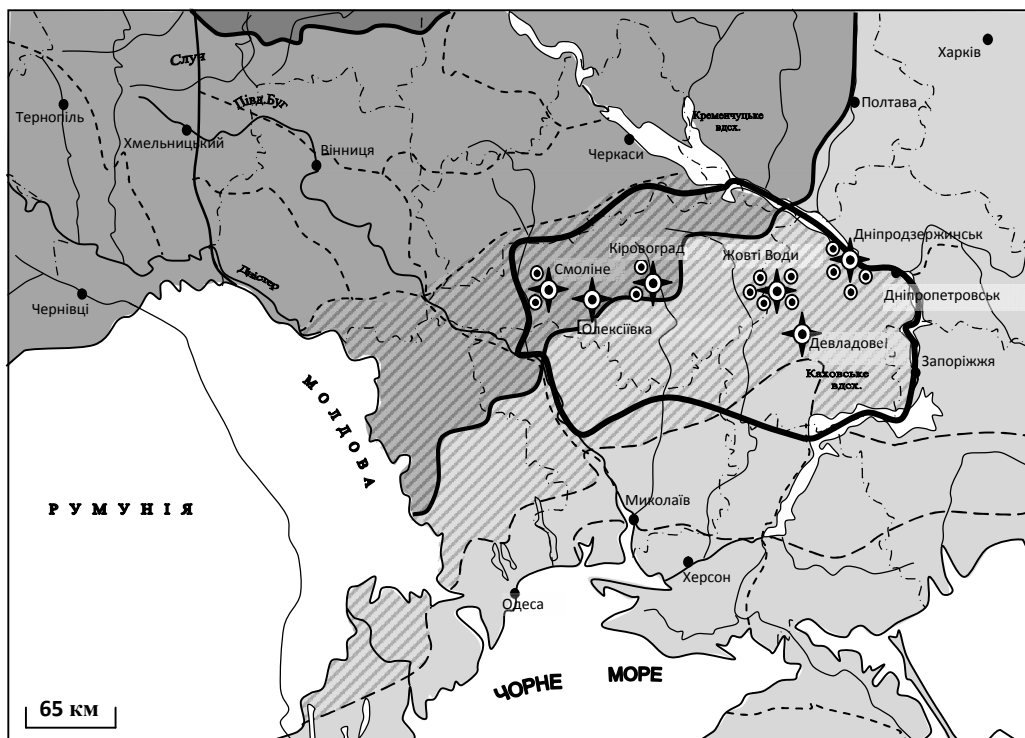 Харків
Случ
Півд.Буг
Полтава
Тернопіль
Кременчуцьке
вдсх.
Хмельницький
Вінниця
Черкаси
Дніпродзержинськ
Кіровоград
Жовті Води
Смоліне
Дністер
Чернівці
Дніпропетровськ
Олексіївка
Девладове
Запоріжжя
Каховське
вдсх.
МОЛДОВА
РУМУНІЯ
Миколаїв
Херсон
Одеса
ЧОРНЕ МОРЕ
65 км